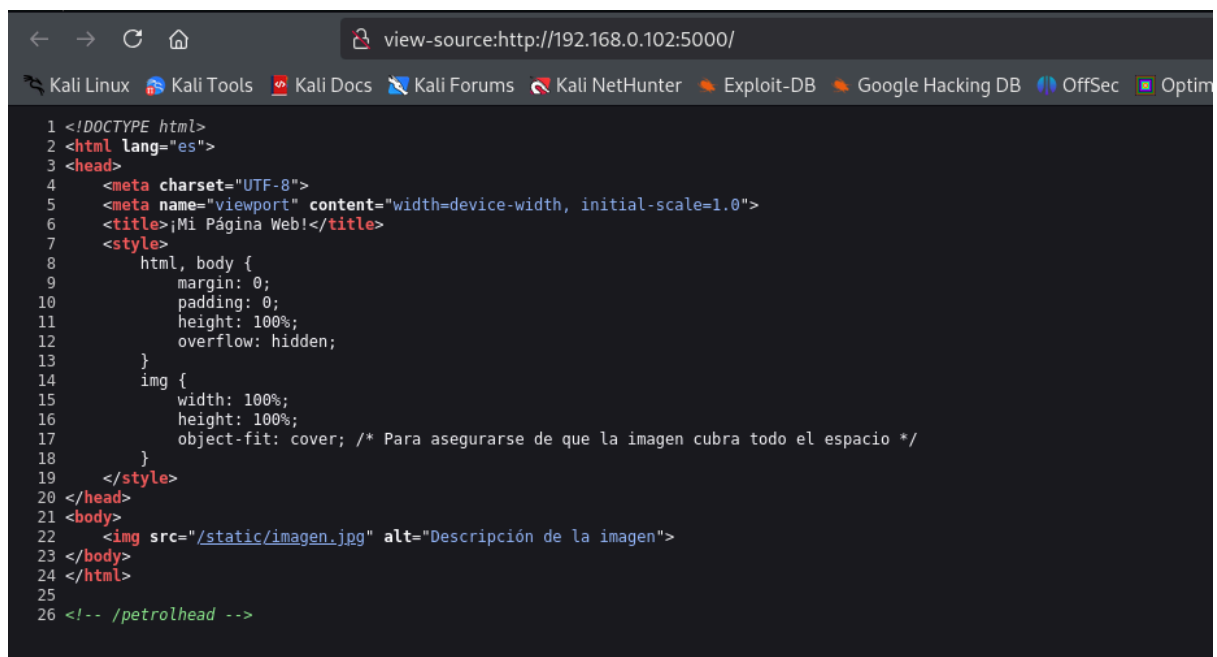 view-source:http://192.168.0.102:5000/
Kali Linux Kali Tools Kali Docs Kali Forums Kali NetHunter Exploit-DB Google Hacking DB OffSec Optim
1 <!DOCTYPE html>
2 <html lang="es">
3 <head>
4     <meta charset="UTF-8">
5     <meta name="viewport" content="width=device-width, initial-scale=1.0">
6     <title>¡Mi Página Web!</title>
7     <style>
8         html, body {
9             margin: 0;
10             padding: 0;
11             height: 100%;
12             overflow: hidden;
13         }
14         img {
15             width: 100%;
16             height: 100%;
17             object-fit: cover; /* Para asegurarse de que la imagen cubra todo el espacio */
18         }
19     </style>
20 </head>
21 <body>
22     <img src="/static/imagen.jpg" alt="Descripción de la imagen">
23 </body>
24 </html>
25
26 <!-- /petrolhead -->